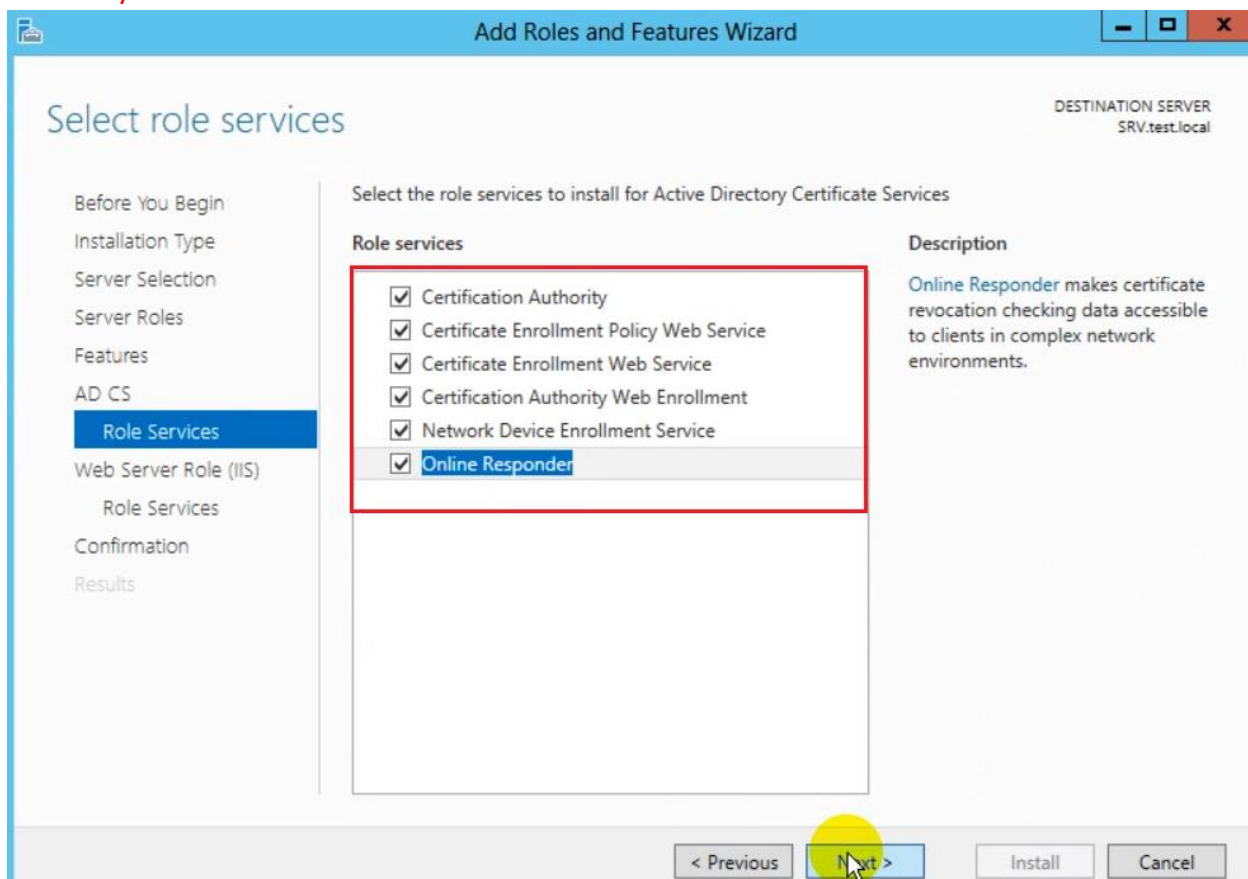 Add Roles and Features Wizard
Select role services
DESTINATION SERVER
SRV.test.local
Before You Begin
Installation Type
Server Selection
Server Roles
Features
AD CS
Role Services
Web Server Role (IIS)
Role Services
Confirmation
Results
Select the role services to install for Active Directory Certificate Services
Role services
Certification Authority
Certificate Enrollment Policy Web Service
Certificate Enrollment Web Service
Certification Authority Web Enrollment
Network Device Enrollment Service
Online Responder
Description
Online Responder makes certificate
revocation checking data accessible
to clients in complex network
environments.
< Previous
Next >
Install
Cancel